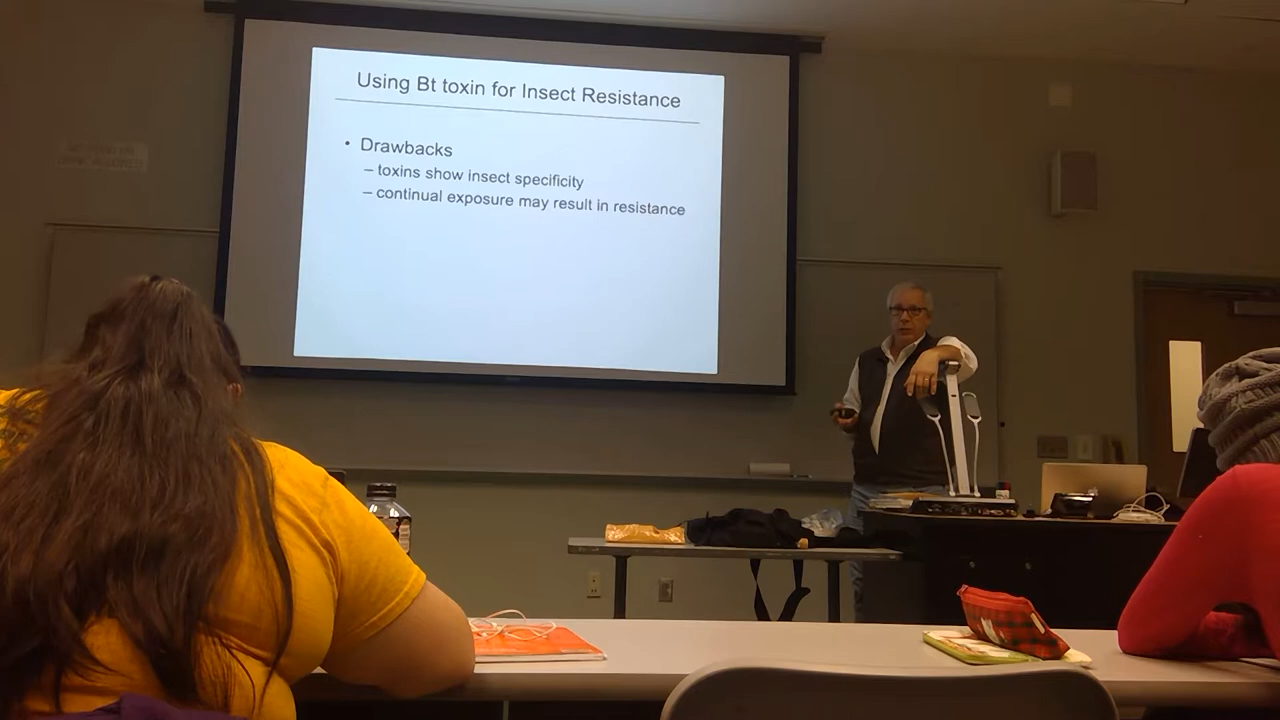 Using Bt toxin for Insect Resistance
• Drawbacks
– toxins show insect specificity
– continual exposure may result in resistance